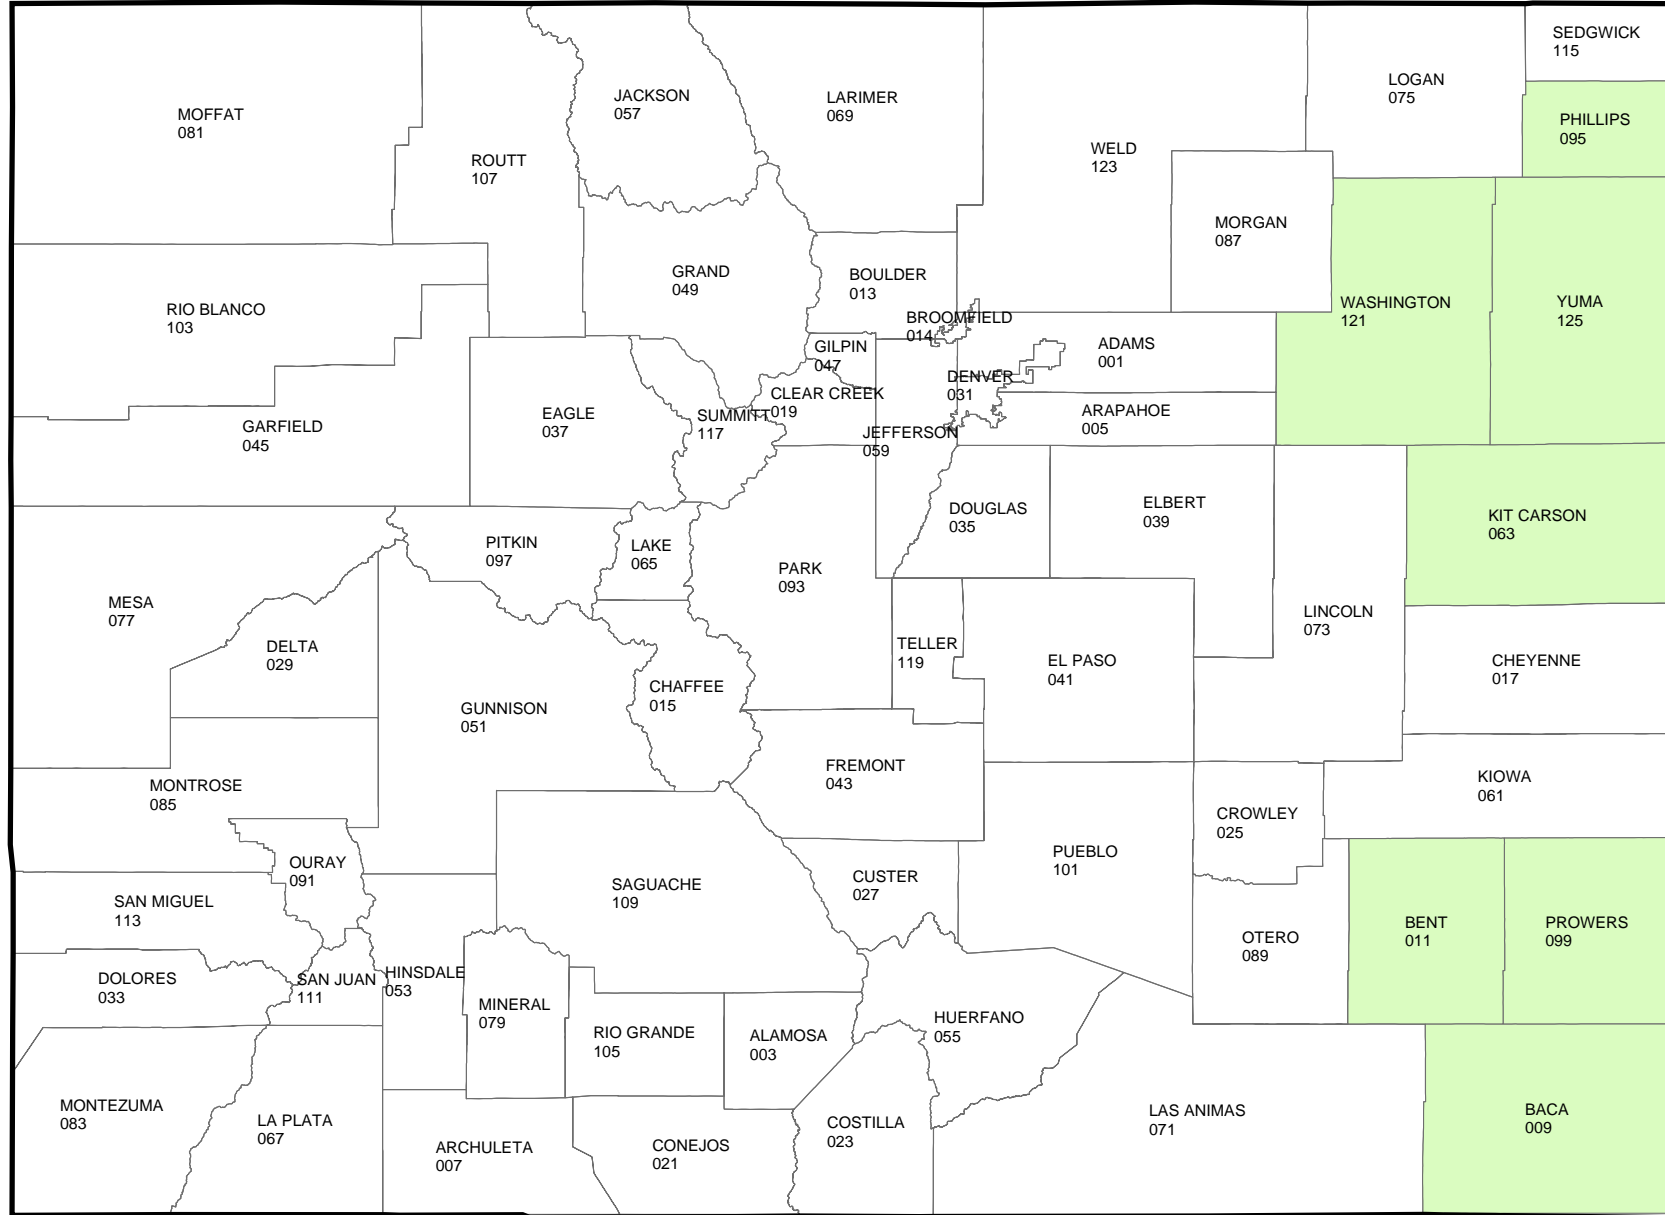 SEDGWICK
115
LOGAN
075
JACKSON
057
LARIMER
069
MOFFAT
081
PHILLIPS
095
WELD
123
ROUTT
107
MORGAN
087
GRAND
049
BOULDER
013
RIO BLANCO
103
WASHINGTON
121
YUMA
125
BROOMFIELD
014
GILPIN
047
ADAMS
001
DENVER
031
CLEAR CREEK
019
EAGLE
037
SUMMITT
117
ARAPAHOE
005
GARFIELD
045
JEFFERSON
059
DOUGLAS
035
ELBERT
039
KIT CARSON
063
PITKIN
097
LAKE
065
PARK
093
MESA
077
LINCOLN
073
DELTA
029
TELLER
119
EL PASO
041
CHEYENNE
017
CHAFFEE
015
GUNNISON
051
FREMONT
043
KIOWA
061
MONTROSE
085
CROWLEY
025
PUEBLO
101
OURAY
091
CUSTER
027
SAGUACHE
109
SAN MIGUEL
113
BENT
011
PROWERS
099
OTERO
089
HINSDALE
053
DOLORES
033
SAN JUAN
111
MINERAL
079
HUERFANO
055
RIO GRANDE
105
ALAMOSA
003
MONTEZUMA
083
LAS ANIMAS
071
BACA
009
LA PLATA
067
COSTILLA
023
ARCHULETA
007
CONEJOS
021